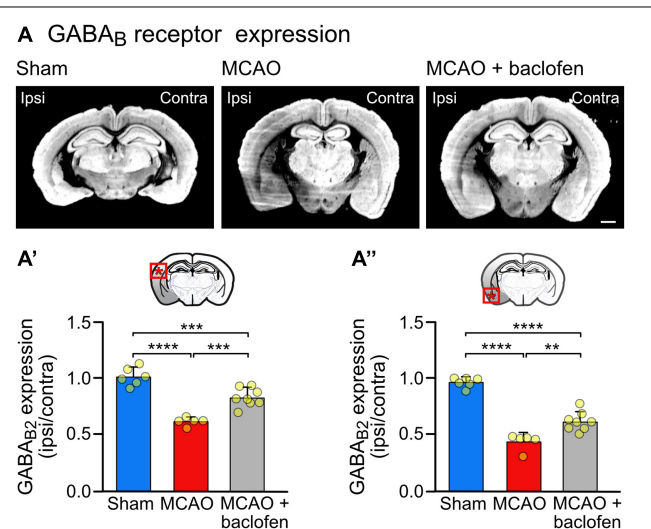 A GABAB receptor expression
Sham MCAO MCAO + baclofen
Ipsi Contra Ipsi Contra Ipsi Contra
A' A"
*
**
1.5
***
****
***
1.0
0.5
0.0
GABAB2 expression
(ipsi/contra)
Sham MCAO MCAO +
baclofen
1.5
****
****
**
1.0
0.5
0.0
GABAB2 expression
(ipsi/contra)
Sham MCAO MCAO +
baclofen